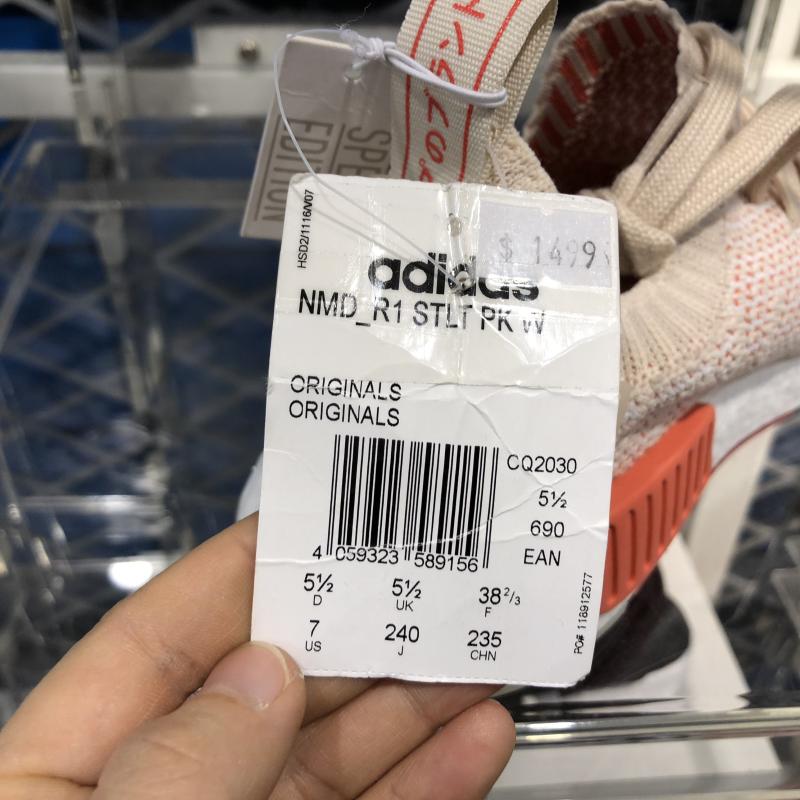 SPE
EDITION
HSD2/1116/V07
$ 1499
adidas
NMD_R1 STLT PK W
ORIGINALS
ORIGINALS
CQ2030
5½
690
EAN
4 059323 589156
5½ D 5½ UK 38 2/3 F
7 US 240 J 235 CHN
PO# 118912577